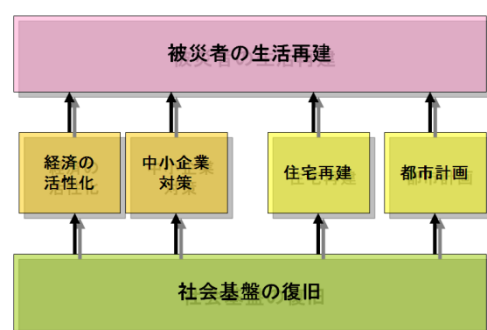 被災者の生活再建
経済の
活性化
中小企業
対策
住宅再建
都市計画
社会基盤の復旧